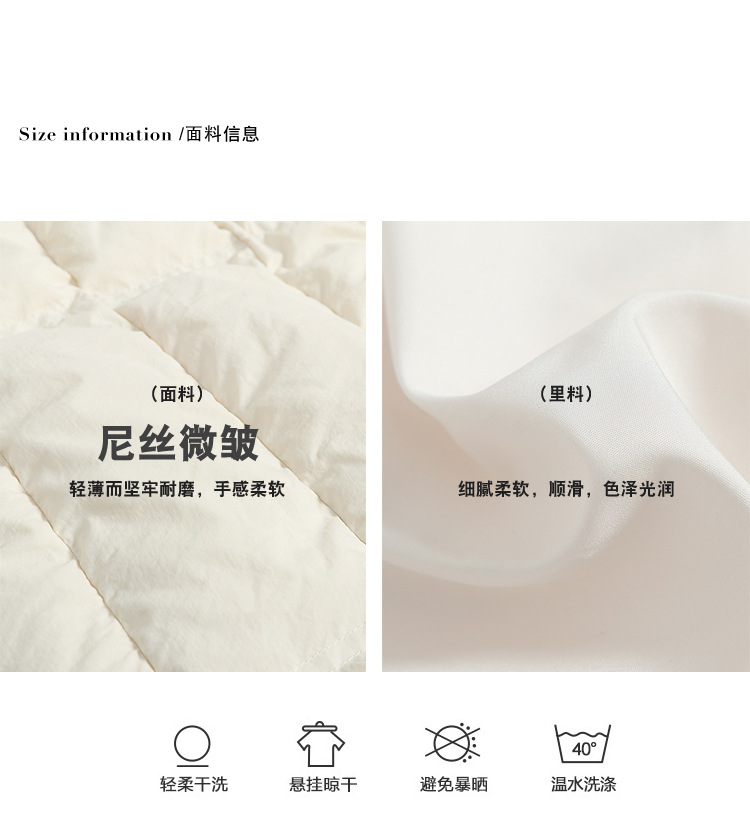 Size information /面料信息
（面料）
尼丝微皱
轻薄而坚牢耐磨，手感柔软
（里料）
细腻柔软，顺滑，色泽光润
40°
轻柔干洗
悬挂晾干
避免暴晒
温水洗涤